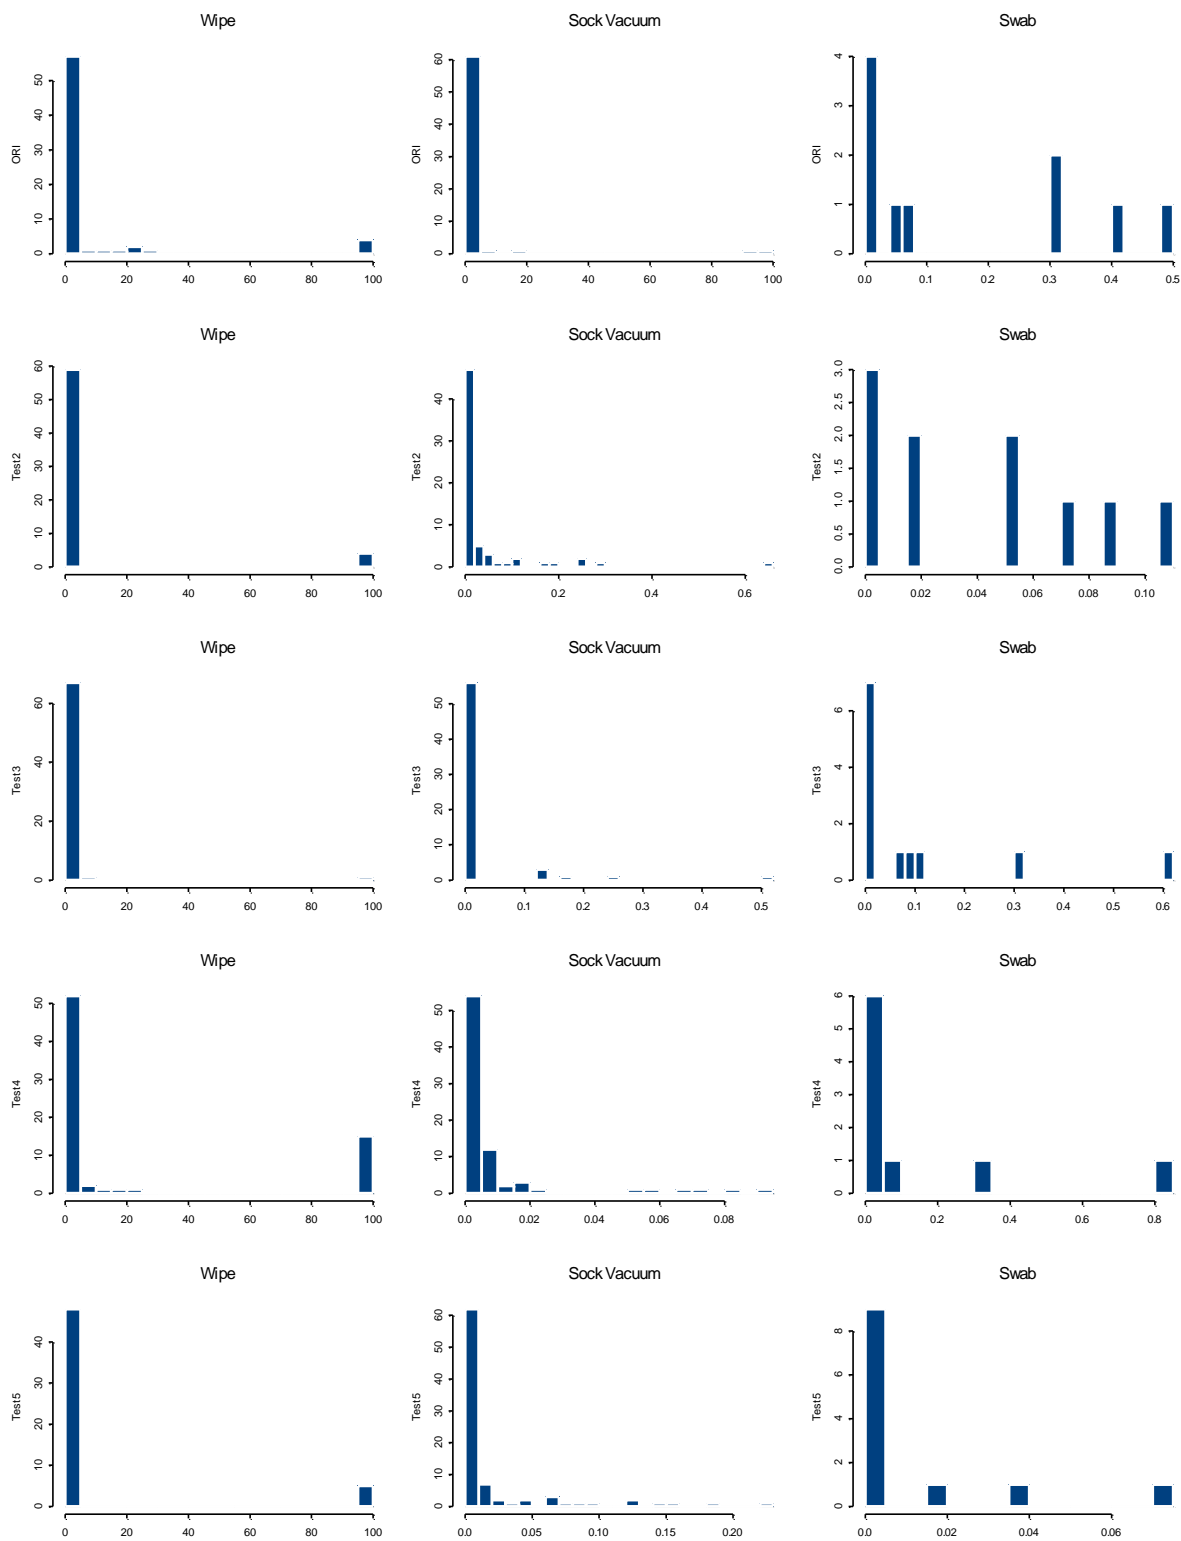 Wipe Sock Vacuum Swab
ORI 0 10 20 30 40 50
ORI 0 10 20 30 40 50 60
ORI 0 1 2 3 4
0 20 40 60 80 100
0 20 40 60 80 100
0.0 0.1 0.2 0.3 0.4 0.5
Wipe Sock Vacuum Swab
Test2 0 10 20 30 40 50 60
Test2 0 10 20 30 40
Test2 0.0 0.5 1.0 1.5 2.0 2.5 3.0
0 20 40 60 80 100
0.0 0.2 0.4 0.6
0.0 0.02 0.04 0.06 0.08 0.10
Wipe Sock Vacuum Swab
Test3 0 20 40 60
Test3 0 10 20 30 40 50
Test3 0 2 4 6
0 20 40 60 80 100
0.0 0.1 0.2 0.3 0.4 0.5
0.0 0.1 0.2 0.3 0.4 0.5 0.6
Wipe Sock Vacuum Swab
Test4 0 10 20 30 40 50
Test4 0 10 20 30 40 50
Test4 0 1 2 3 4 5 6
0 20 40 60 80 100
0.0 0.02 0.04 0.06 0.08
0.0 0.2 0.4 0.6 0.8
Wipe Sock Vacuum Swab
Test5 0 10 20 30 40
Test5 0 10 20 30 40 50 60
Test5 0 2 4 6 8
0 20 40 60 80 100
0.0 0.05 0.10 0.15 0.20
0.0 0.02 0.04 0.06